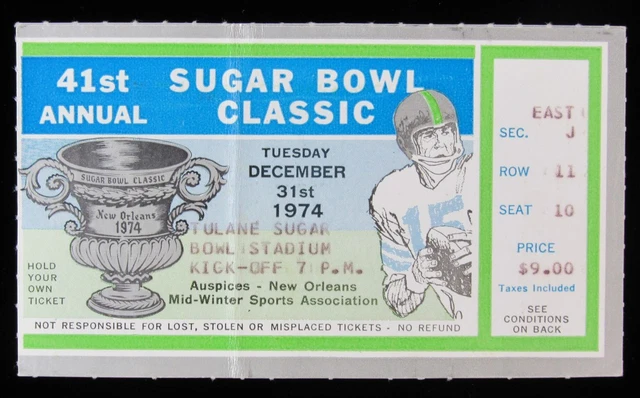 41st
ANNUAL
SUGAR BOWL
CLASSIC
SUGAR BOWL CLASSIC
New Orleans
1974
TUESDAY
DECEMBER
31st
1974
TULANE SUGAR
BOWL STADIUM
KICK-OFF 7 P.M.
15
HOLD
YOUR
OWN
TICKET
Auspices - New Orleans
Mid-Winter Sports Association
NOT RESPONSIBLE FOR LOST, STOLEN OR MISPLACED TICKETS - NO REFUND
EAST
SEC. J
ROW 11
SEAT 10
PRICE
$9.00
Taxes Included
SEE
CONDITIONS
ON BACK